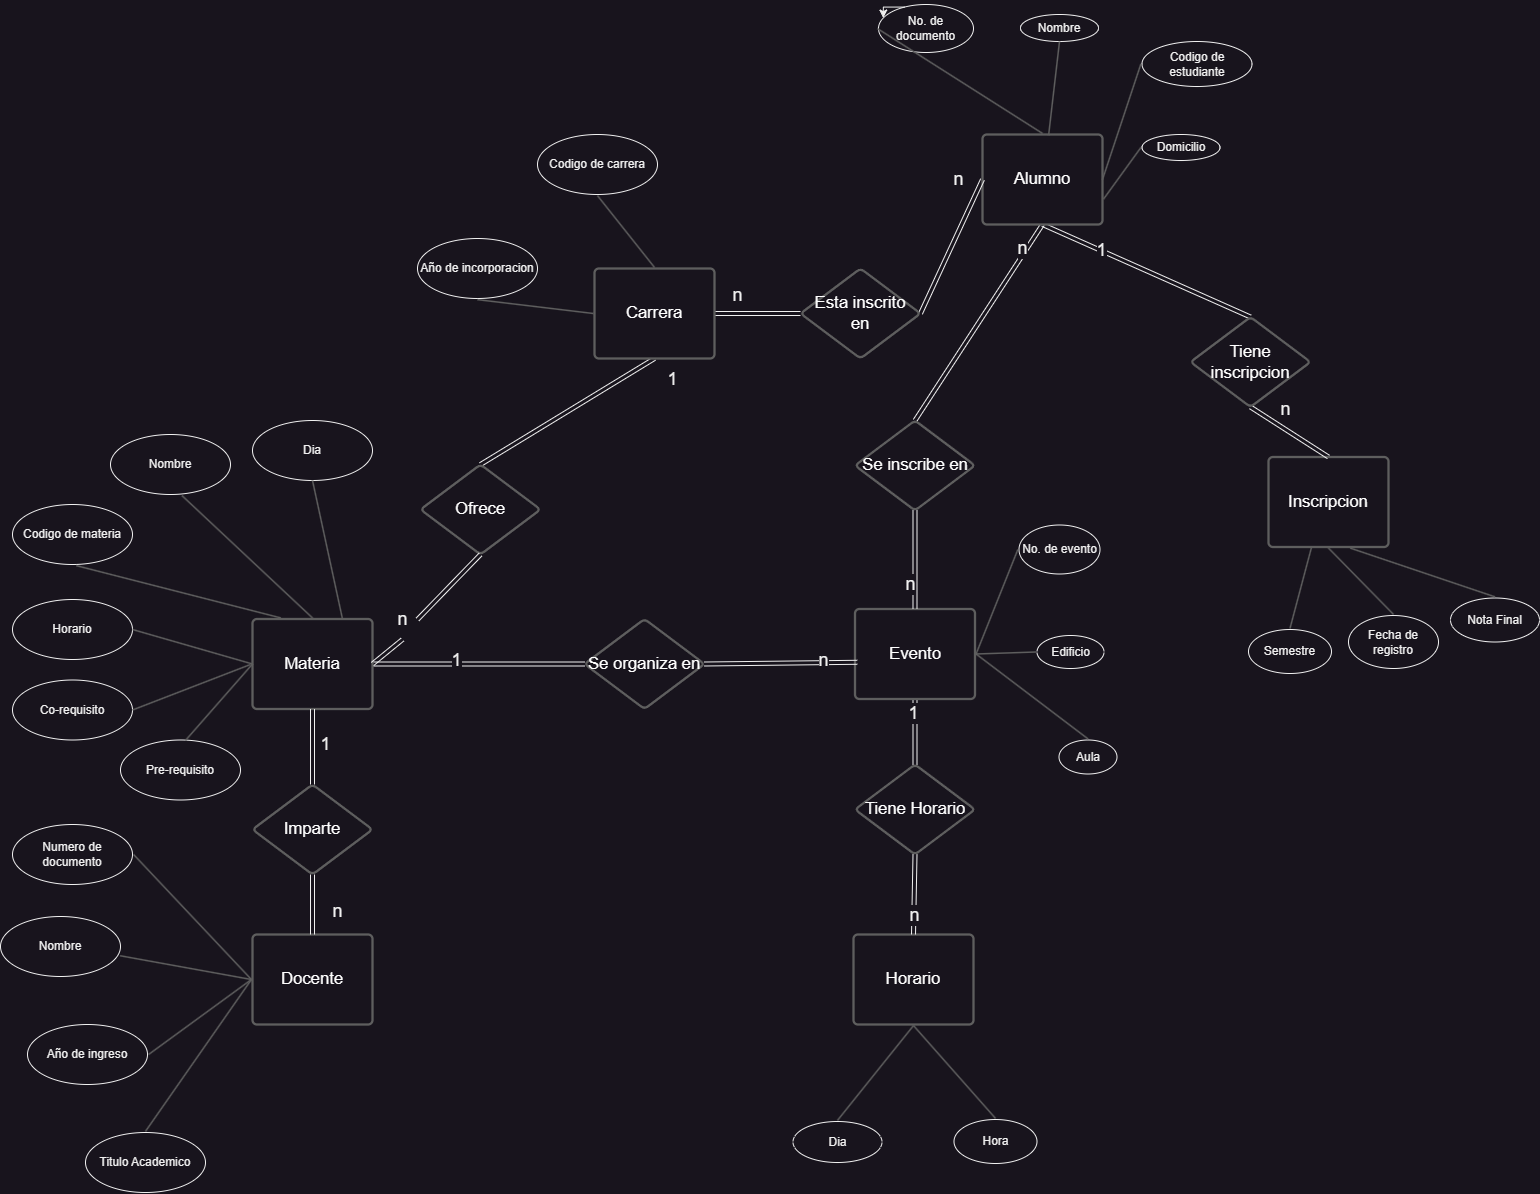 No. de
documento
Nombre
Codigo de
estudiante
Domicilio
Codigo de carrera
Alumno
n
n
1
Año de incorporacion
Carrera
n
Esta inscrito
en
1
Tiene
inscripcion
n
Dia
Nombre
Ofrece
Se inscribe en
Inscripcion
Codigo de materia
No. de evento
n
n
Horario
Nota Final
Fecha de
registro
Semestre
Materia
1
Se organiza en
n
Evento
Edificio
Co-requisito
1
1
Aula
Pre-requisito
Tiene Horario
Imparte
Numero de
documento
n
n
Nombre
Docente
Horario
Año de ingreso
Dia
Hora
Titulo Academico